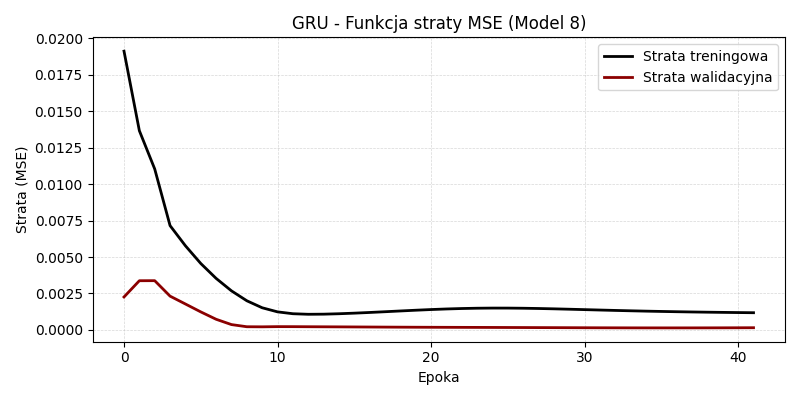 GRU - Funkcja straty MSE (Model 8)
Strata treningowa
Strata walidacyjna
Strata (MSE)
0.0200
0.0175
0.0150
0.0125
0.0100
0.0075
0.0050
0.0025
0.0000
0 10 20 30 40
Epoka